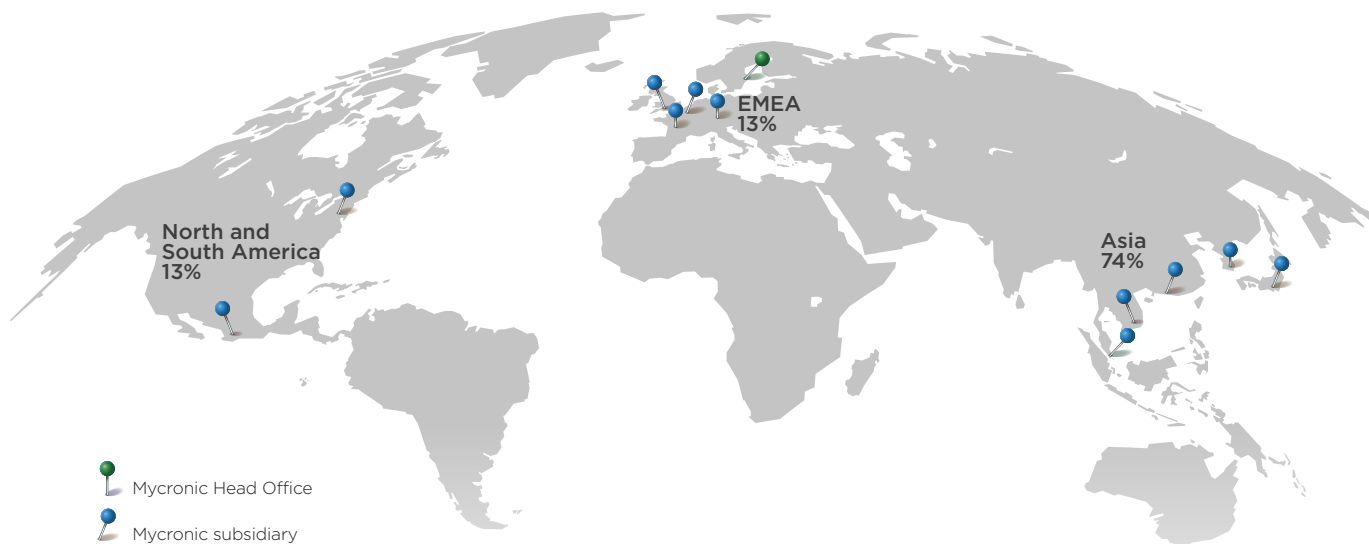 EMEA
13%
North and
South America
13%
Asia
74%
Mycronic Head Office
Mycronic subsidiary